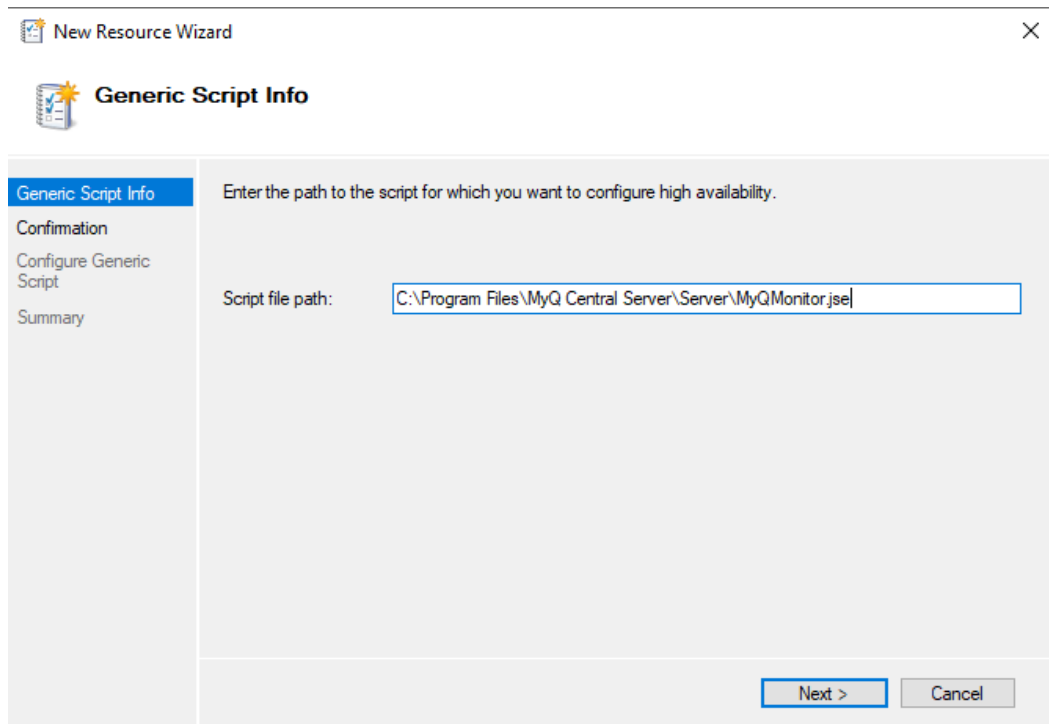 New Resource Wizard
Generic Script Info
Generic Script Info
Confirmation
Configure Generic
Script
Summary
Enter the path to the script for which you want to configure high availability.
Script file path:
C:\Program Files\MyQ Central Server\Server\MyQMonitor.jse
Next >
Cancel